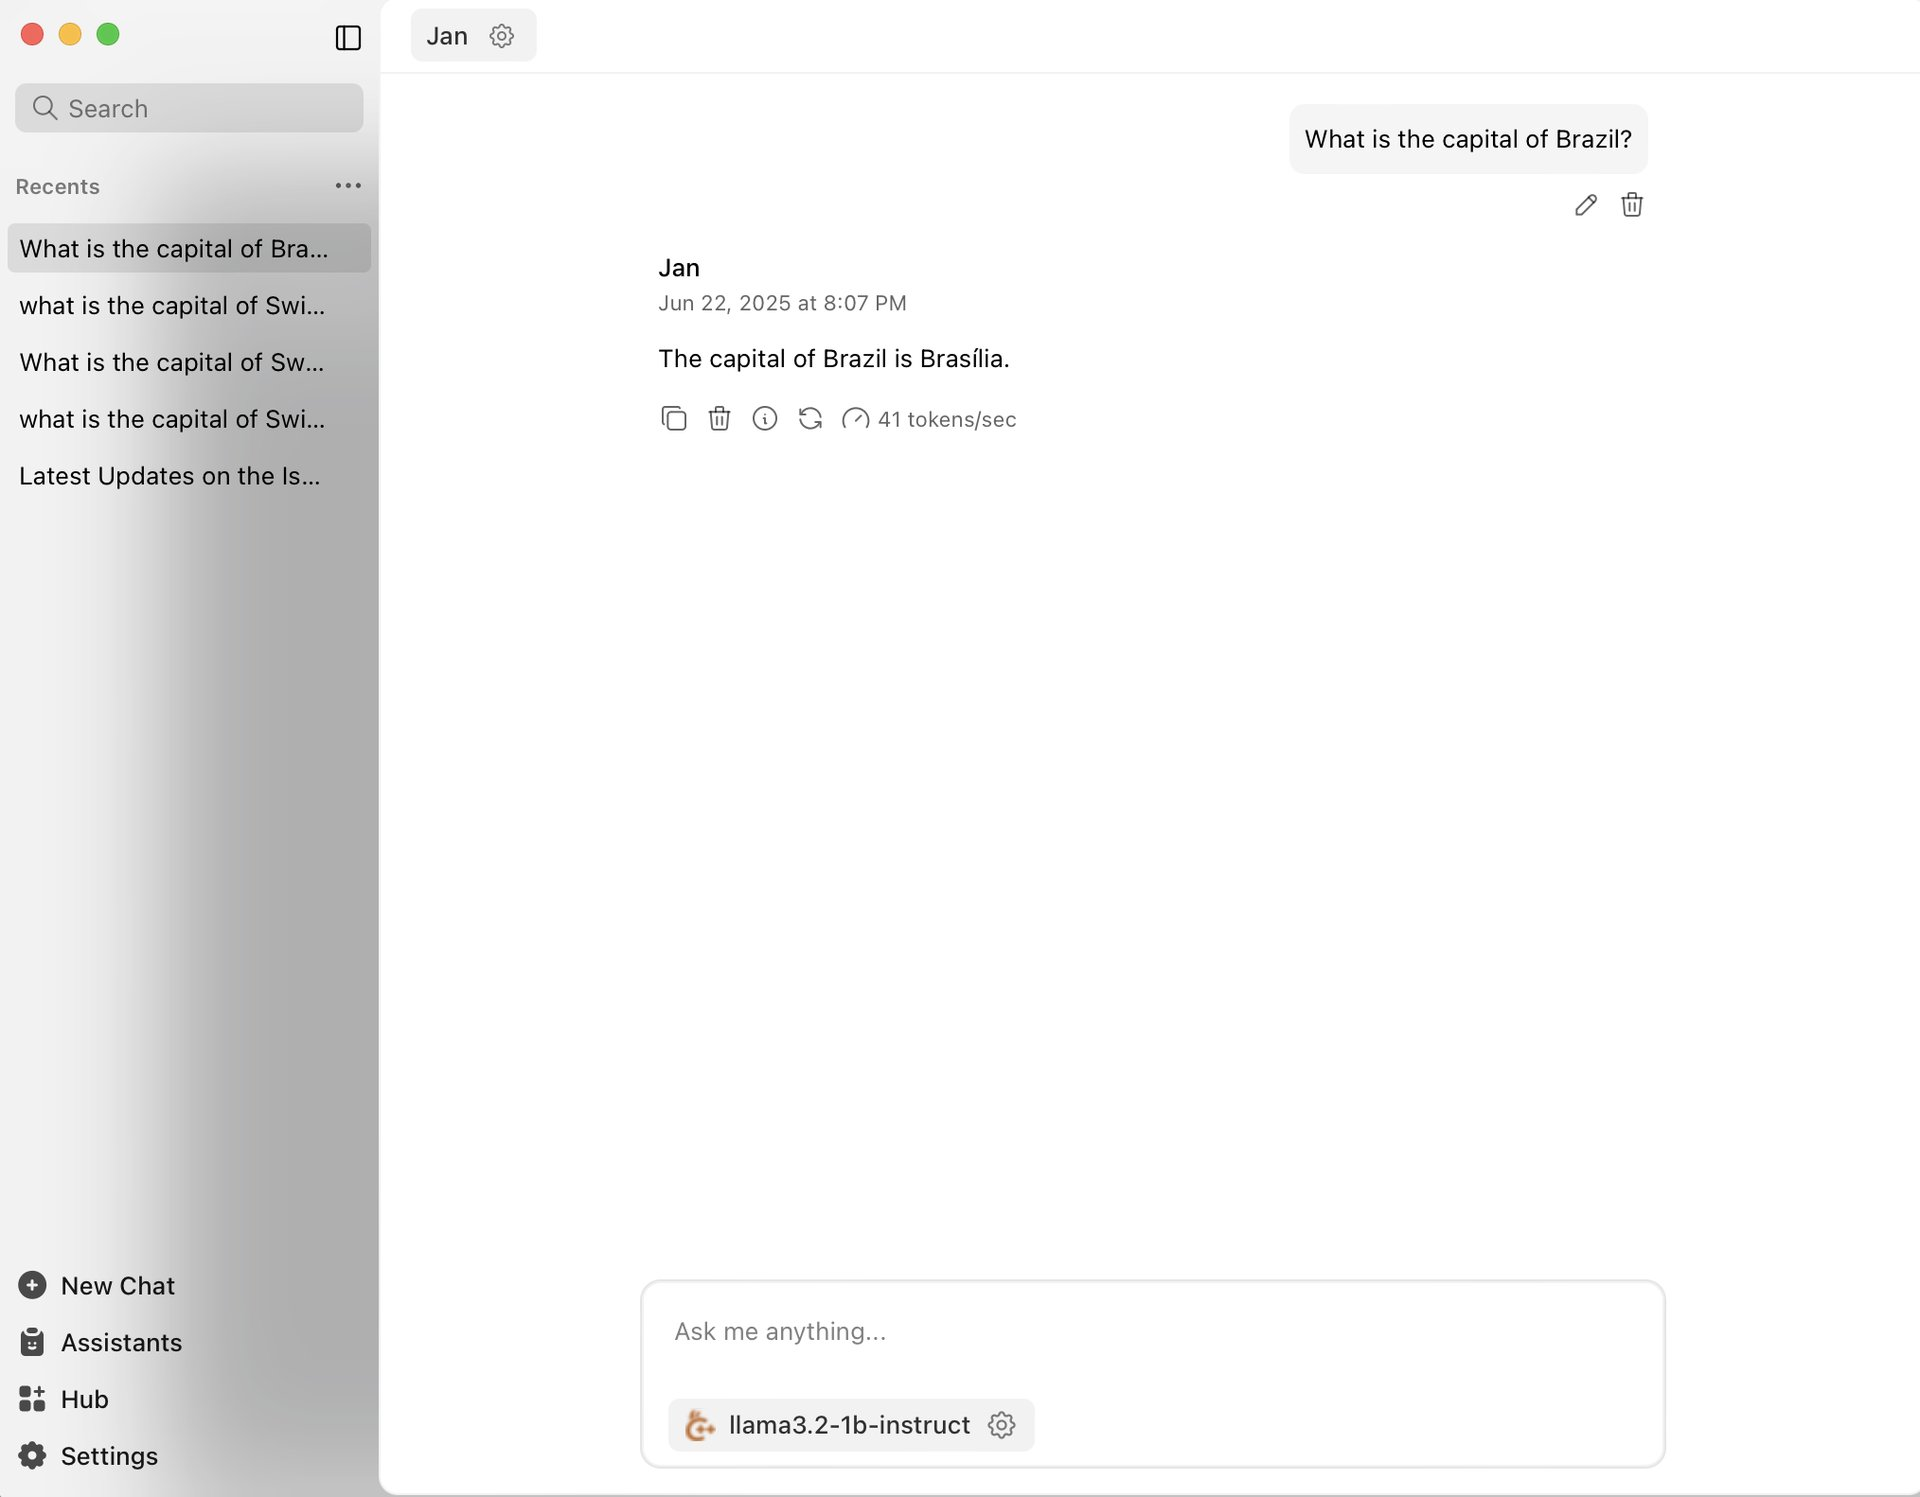 Jan
Search
Recents
What is the capital of Bra...
what is the capital of Swi...
What is the capital of Sw...
what is the capital of Swi...
Latest Updates on the Is...
New Chat
Assistants
Hub
Settings
What is the capital of Brazil?
Jan
Jun 22, 2025 at 8:07 PM
The capital of Brazil is Brasília.
41 tokens/sec
Ask me anything...
llama3.2-1b-instruct